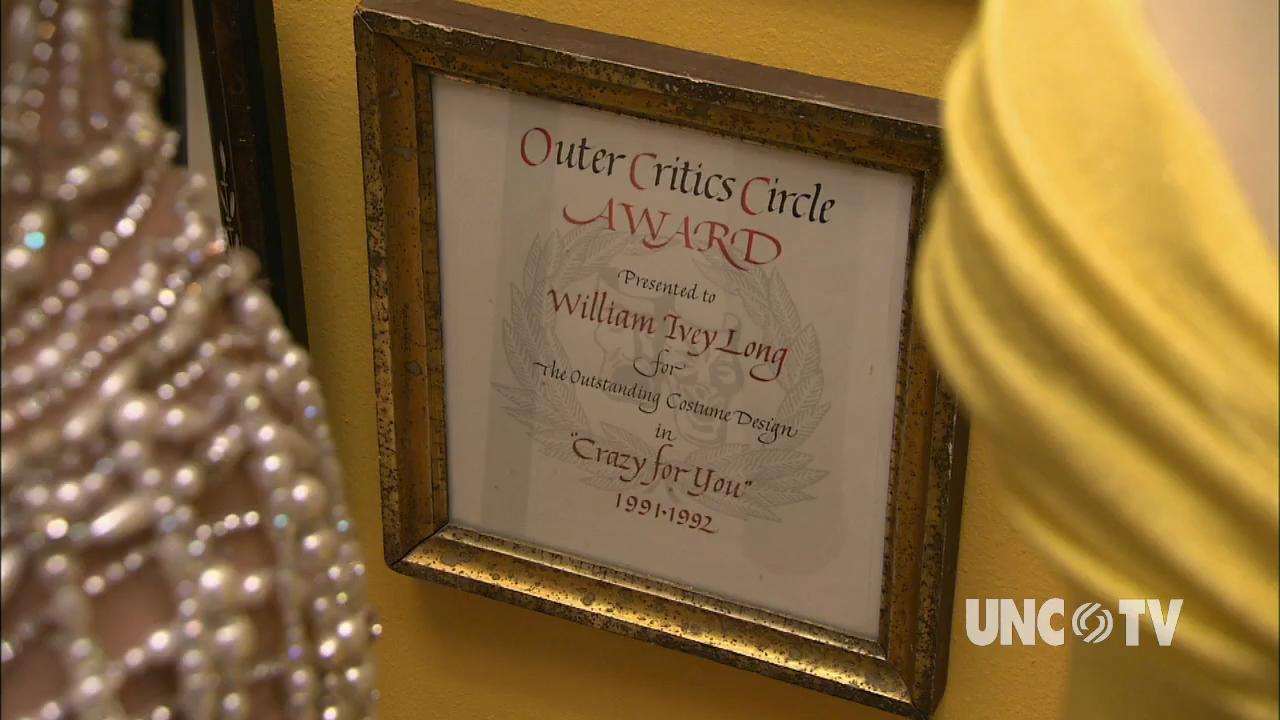 Outer Critics Circle
AWARD
Presented to
William Ivey Long
for
The Outstanding Costume Design
in
"Crazy for You"
1991·1992
UNC TV